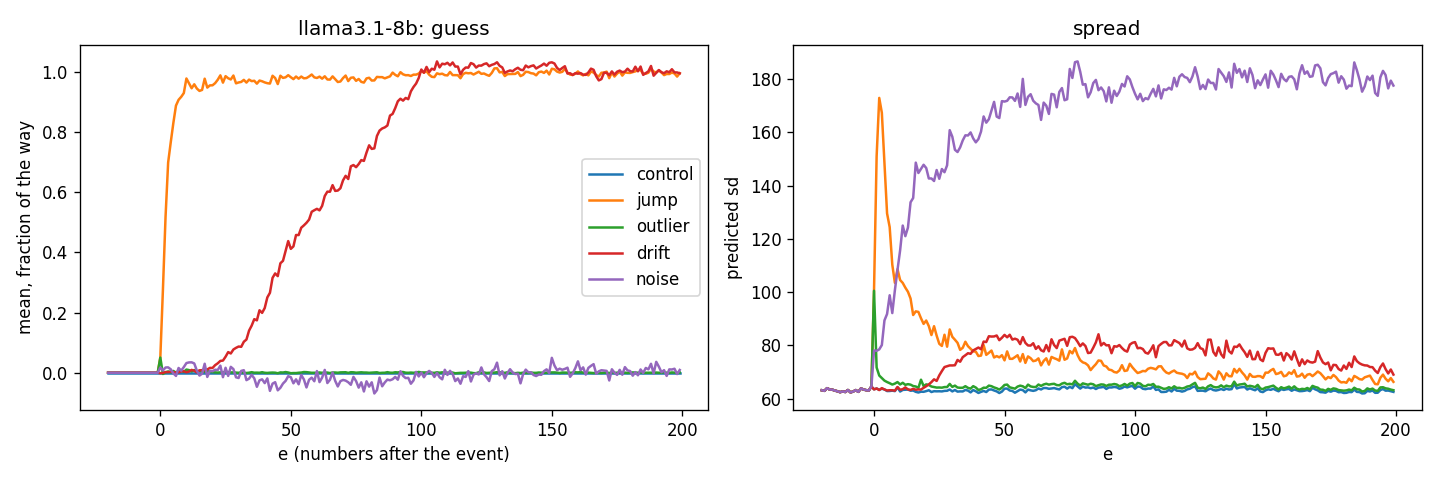 llama3.1-8b: guess
mean, fraction of the way
1.0
0.8
0.6
0.4
0.2
0.0
0
50
100
150
200
e (numbers after the event)
control
jump
outlier
drift
noise
spread
predicted sd
180
160
140
120
100
80
60
0
50
100
150
200
e